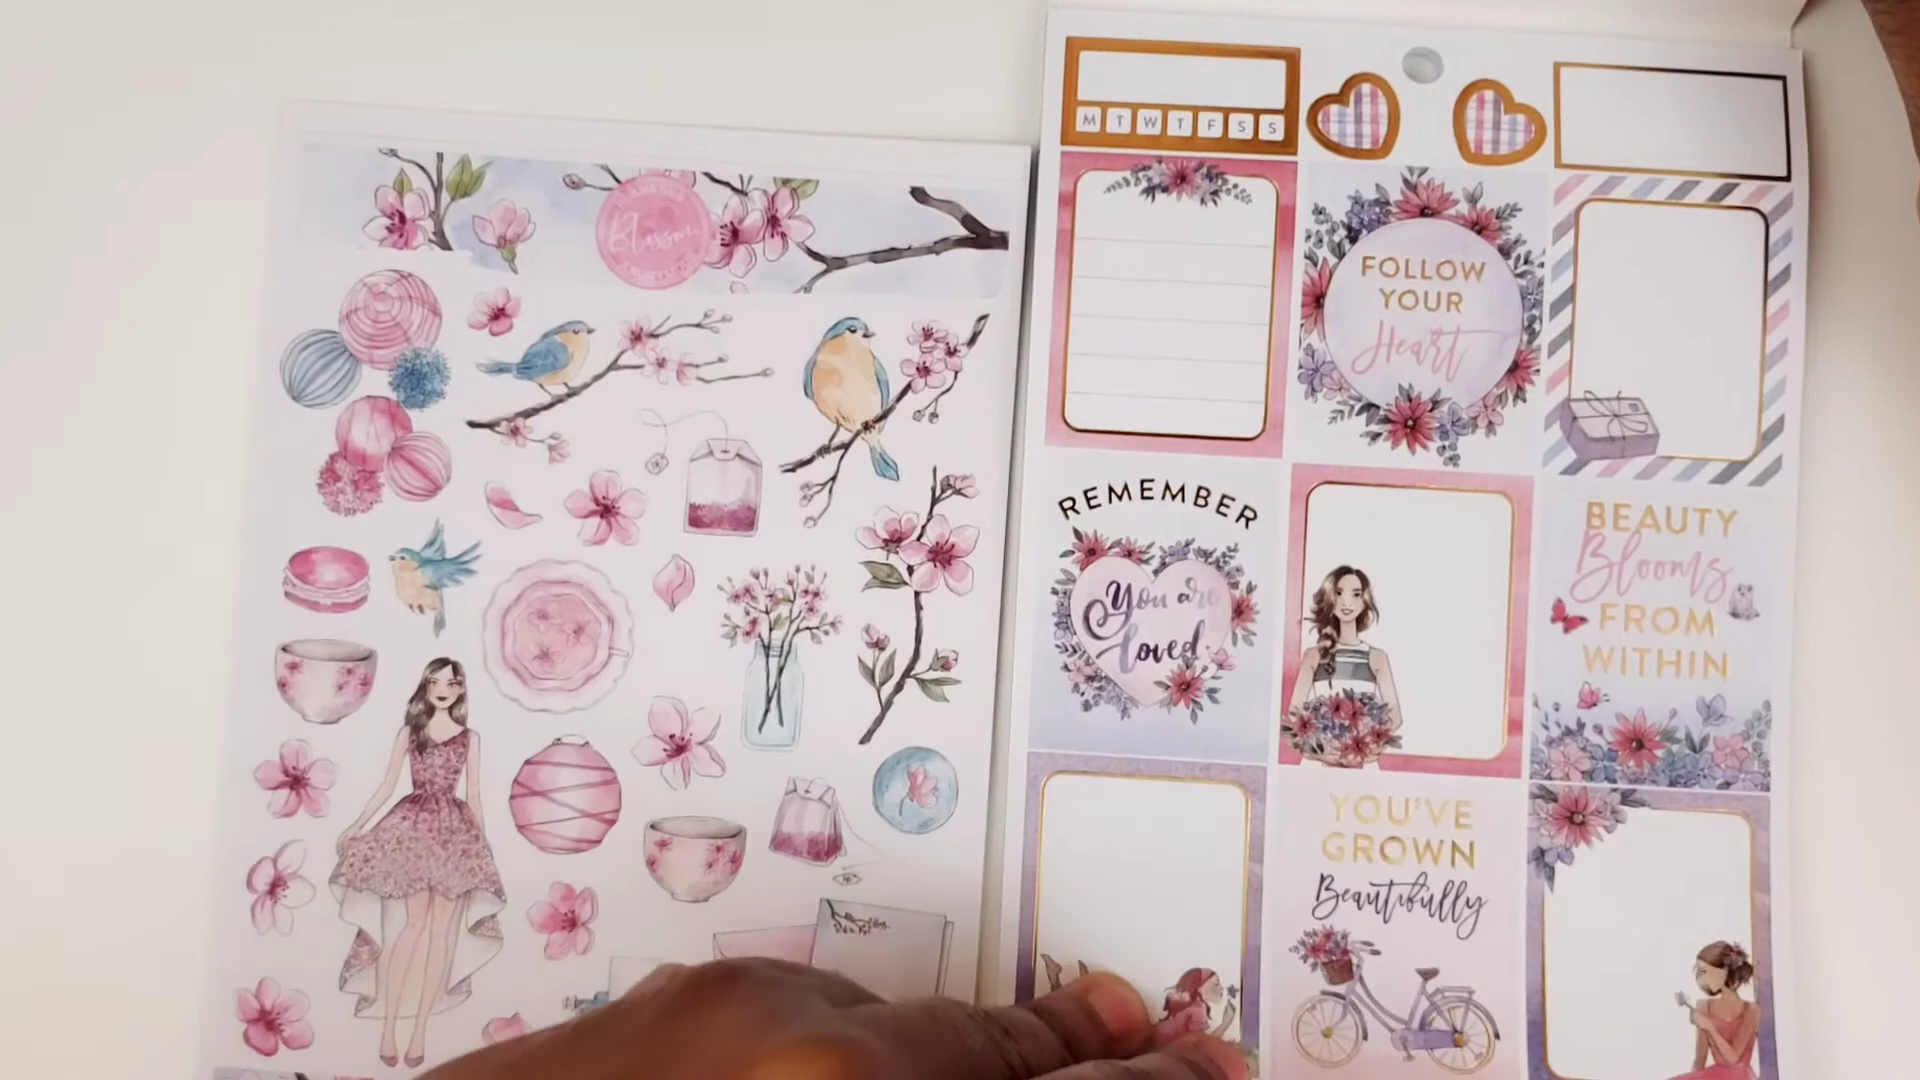 Blossom
M T W T F S S
FOLLOW
YOUR
Heart
REMEMBER
You are
loved.
BEAUTY
Blooms
FROM
WITHIN
YOU'VE
GROWN
Beautifully